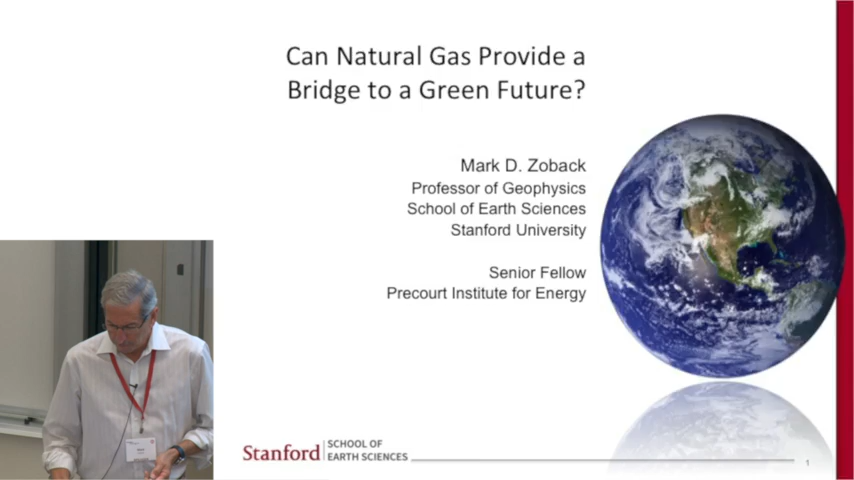 Can Natural Gas Provide a
Bridge to a Green Future?
Mark D. Zoback
Professor of Geophysics
School of Earth Sciences
Stanford University
Senior Fellow
Precourt Institute for Energy
Stanford
SCHOOL OF
EARTH SCIENCES
1